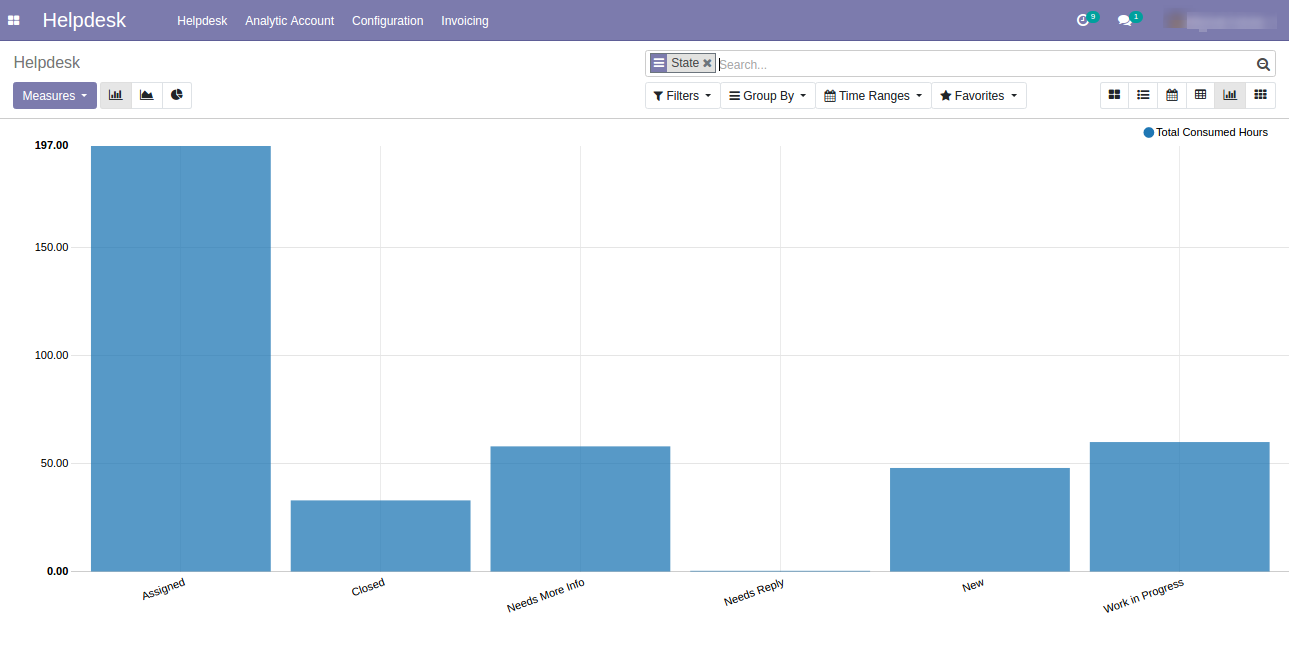 Helpdesk Helpdesk Analytic Account Configuration Invoicing 9 1
Helpdesk State Search...
Measures Filters Group By Time Ranges Favorites
Total Consumed Hours
197.00
150.00
100.00
50.00
0.00
Assigned Closed Needs More Info Needs Reply New Work in Progress